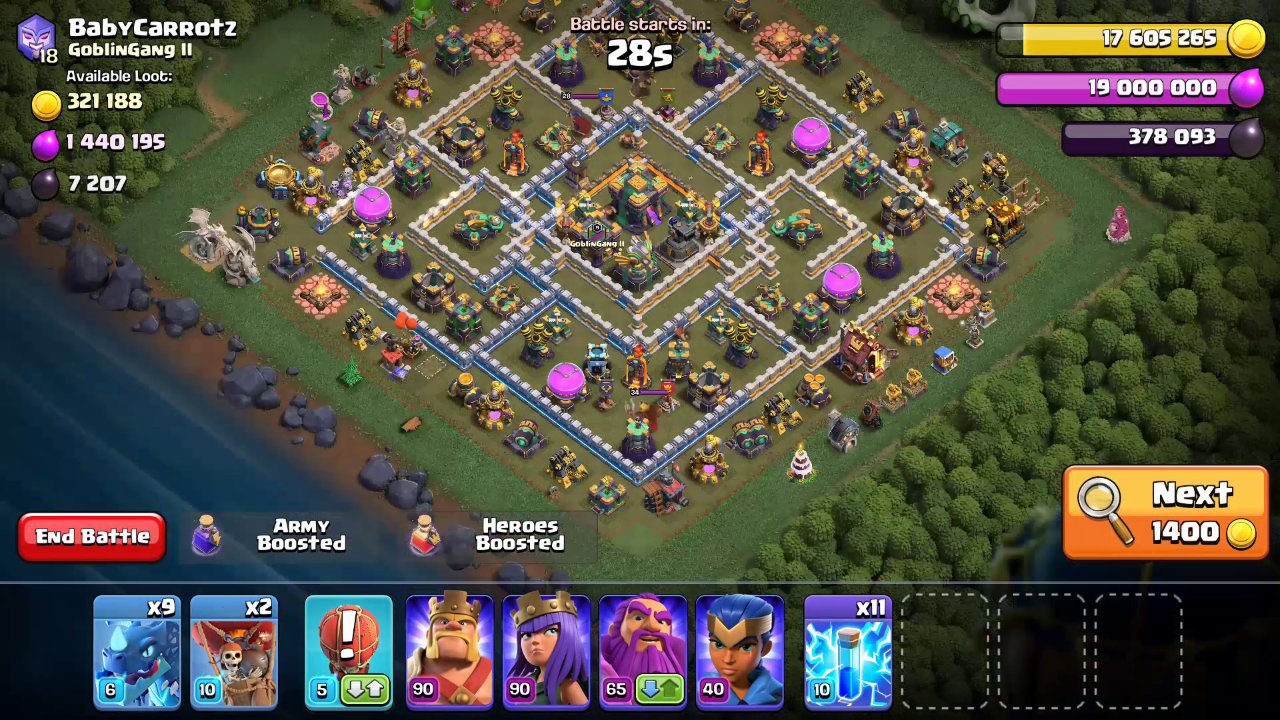 BabyCarrotz
18
GoblinGang II
Available Loot:
321 188
1 440 195
7 207
Battle starts in:
28s
17 605 265
19 000 000
378 093
28
GoblinGang II
34
End Battle
Army
Boosted
Heroes
Boosted
Next
1400
x9
6
x2
10
!
5
90
90
65
40
x11
10